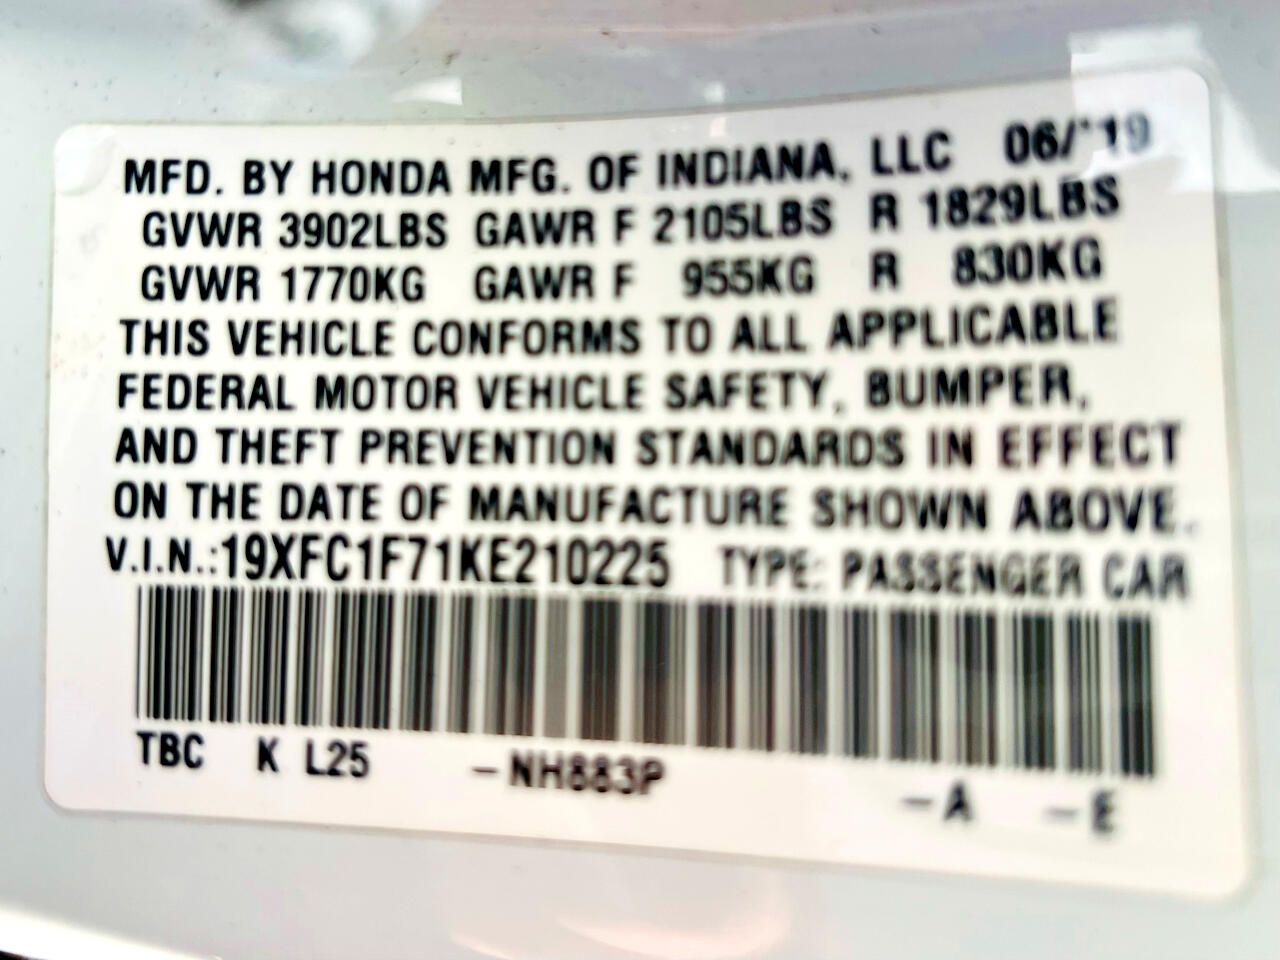 MFD. BY HONDA MFG. OF INDIANA, LLC 06/'19
GVWR 3902LBS GAWR F 2105LBS R 1829LBS
GVWR 1770KG GAWR F 955KG R 830KG
THIS VEHICLE CONFORMS TO ALL APPLICABLE
FEDERAL MOTOR VEHICLE SAFETY, BUMPER,
AND THEFT PREVENTION STANDARDS IN EFFECT
ON THE DATE OF MANUFACTURE SHOWN ABOVE.
V.I.N.:19XFC1F71KE210225 TYPE: PASSENGER CAR
TBC K L25 -NH883P -A -E